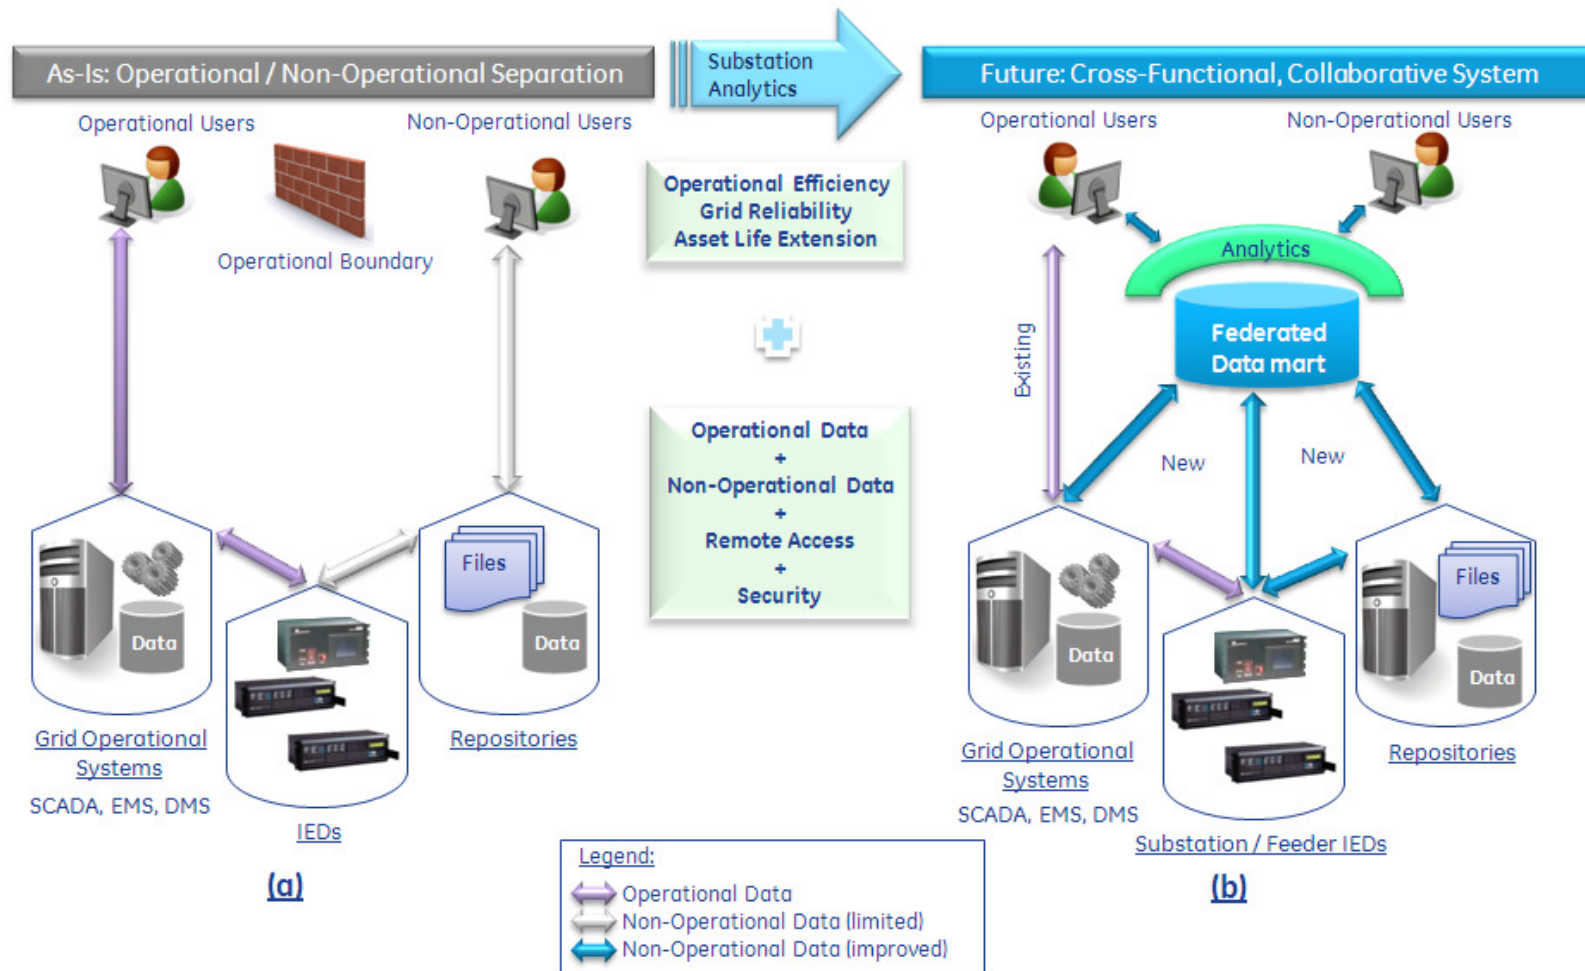 As-Is: Operational / Non-Operational Separation
Substation
Analytics
Future: Cross-Functional, Collaborative System
Operational Users
Non-Operational Users
Operational Boundary
Operational Efficiency
Grid Reliability
Asset Life Extension
Operational Data
+
Non-Operational Data
+
Remote Access
+
Security
Operational Users
Non-Operational Users
Analytics
Federated
Data mart
Existing
New
New
Data
Files
Data
Grid Operational
Systems
SCADA, EMS, DMS
IEDs
Repositories
(a)
Data
Files
Data
Grid Operational
Systems
SCADA, EMS, DMS
Substation / Feeder IEDs
Repositories
(b)
Legend:
Operational Data
Non-Operational Data (limited)
Non-Operational Data (improved)